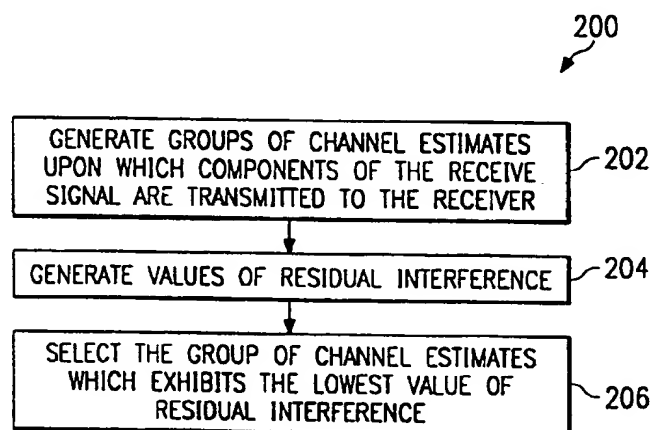 200
GENERATE GROUPS OF CHANNEL ESTIMATES
UPON WHICH COMPONENTS OF THE RECEIVE
SIGNAL ARE TRANSMITTED TO THE RECEIVER
202
GENERATE VALUES OF RESIDUAL INTERFERENCE
204
SELECT THE GROUP OF CHANNEL ESTIMATES
WHICH EXHIBITS THE LOWEST VALUE OF
RESIDUAL INTERFERENCE
206